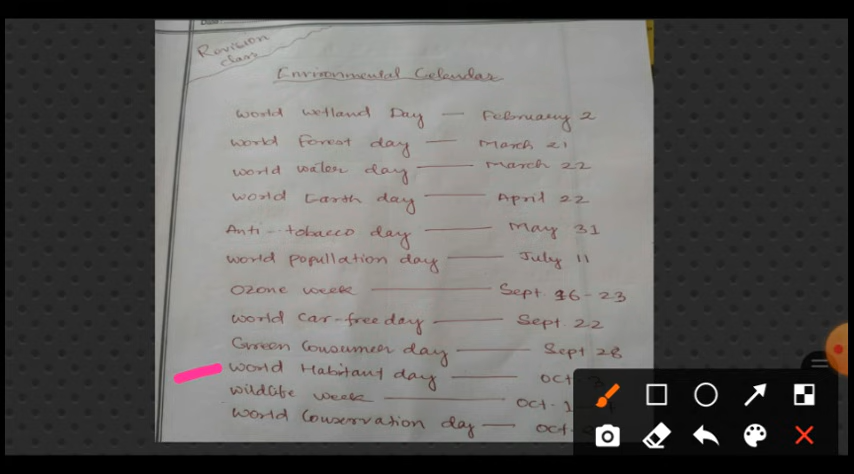 Revision
class
Environmental Calendar
World Wetland Day — February 2
World Forest day — March 21
World water day — March 22
World Earth day — April 22
Anti-tobacco day — May 31
World popullation day — July 11
Ozone week — Sept. 16-23
World Car-free day — Sept. 22
Green Consumer day — Sept 28
World Habitant day — Oct
Wildlife week — Oct. 1
World Conservation day — Oct